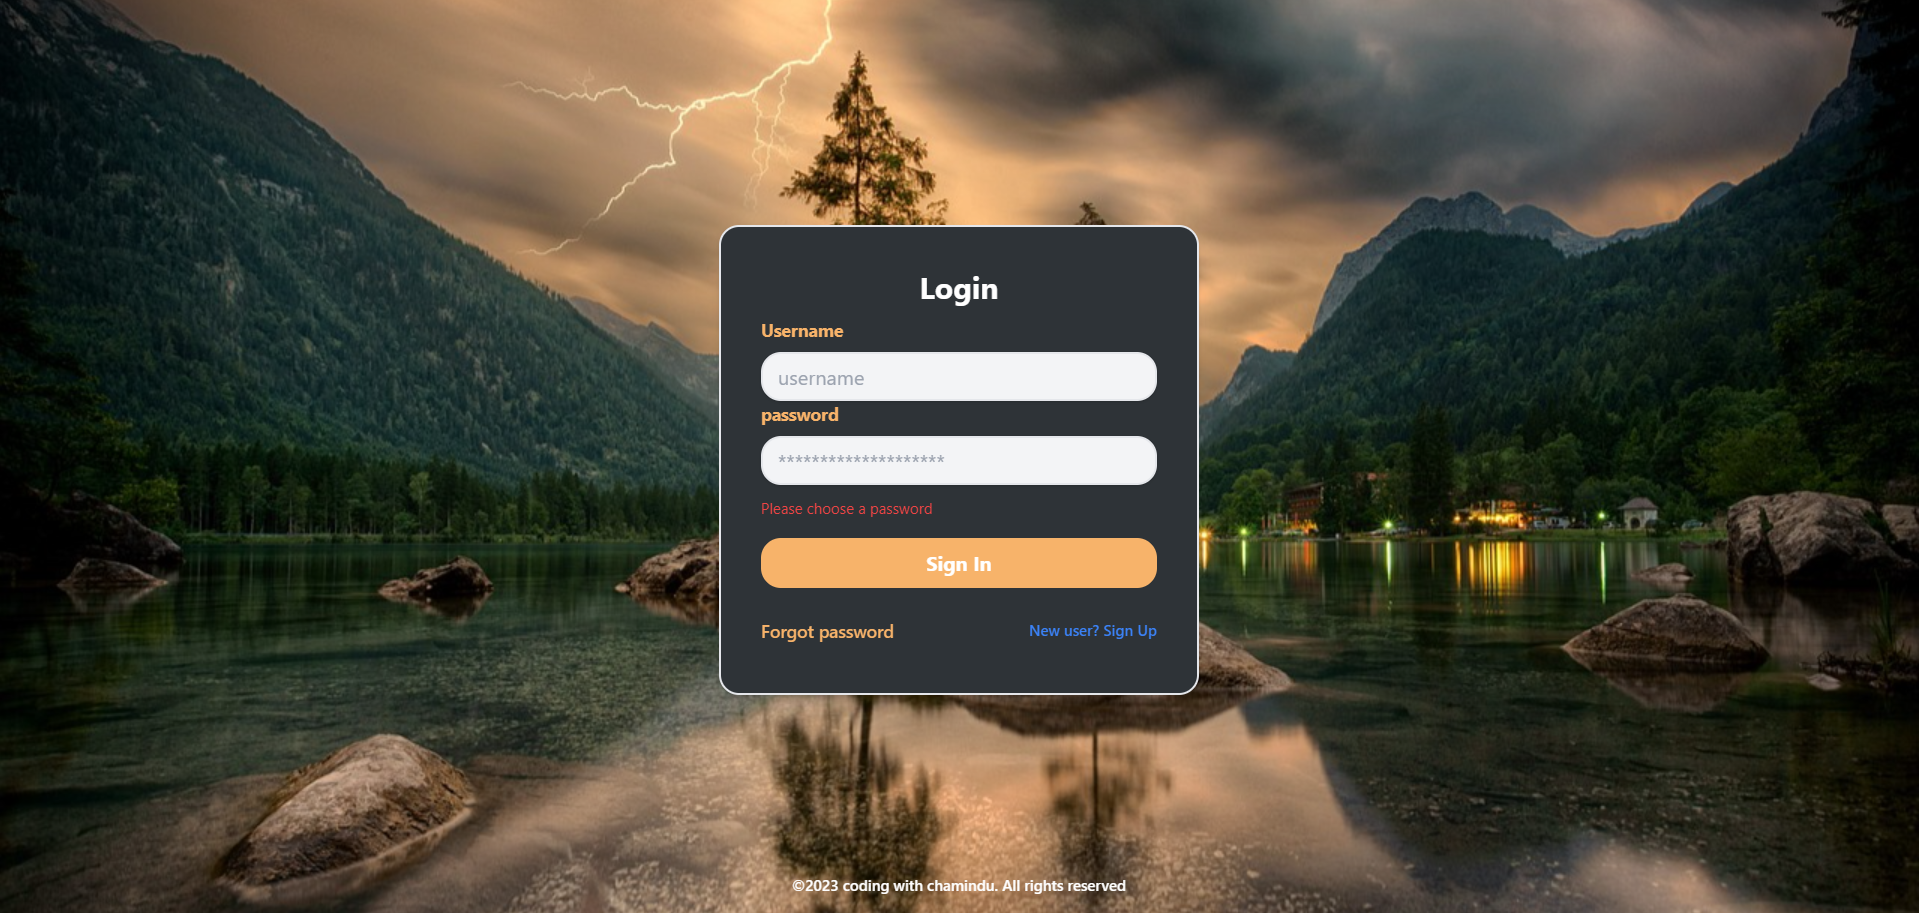 Login
Username
username
password
********************
Please choose a password
Sign In
Forgot password
New user? Sign Up
©2023 coding with chamindu. All rights reserved